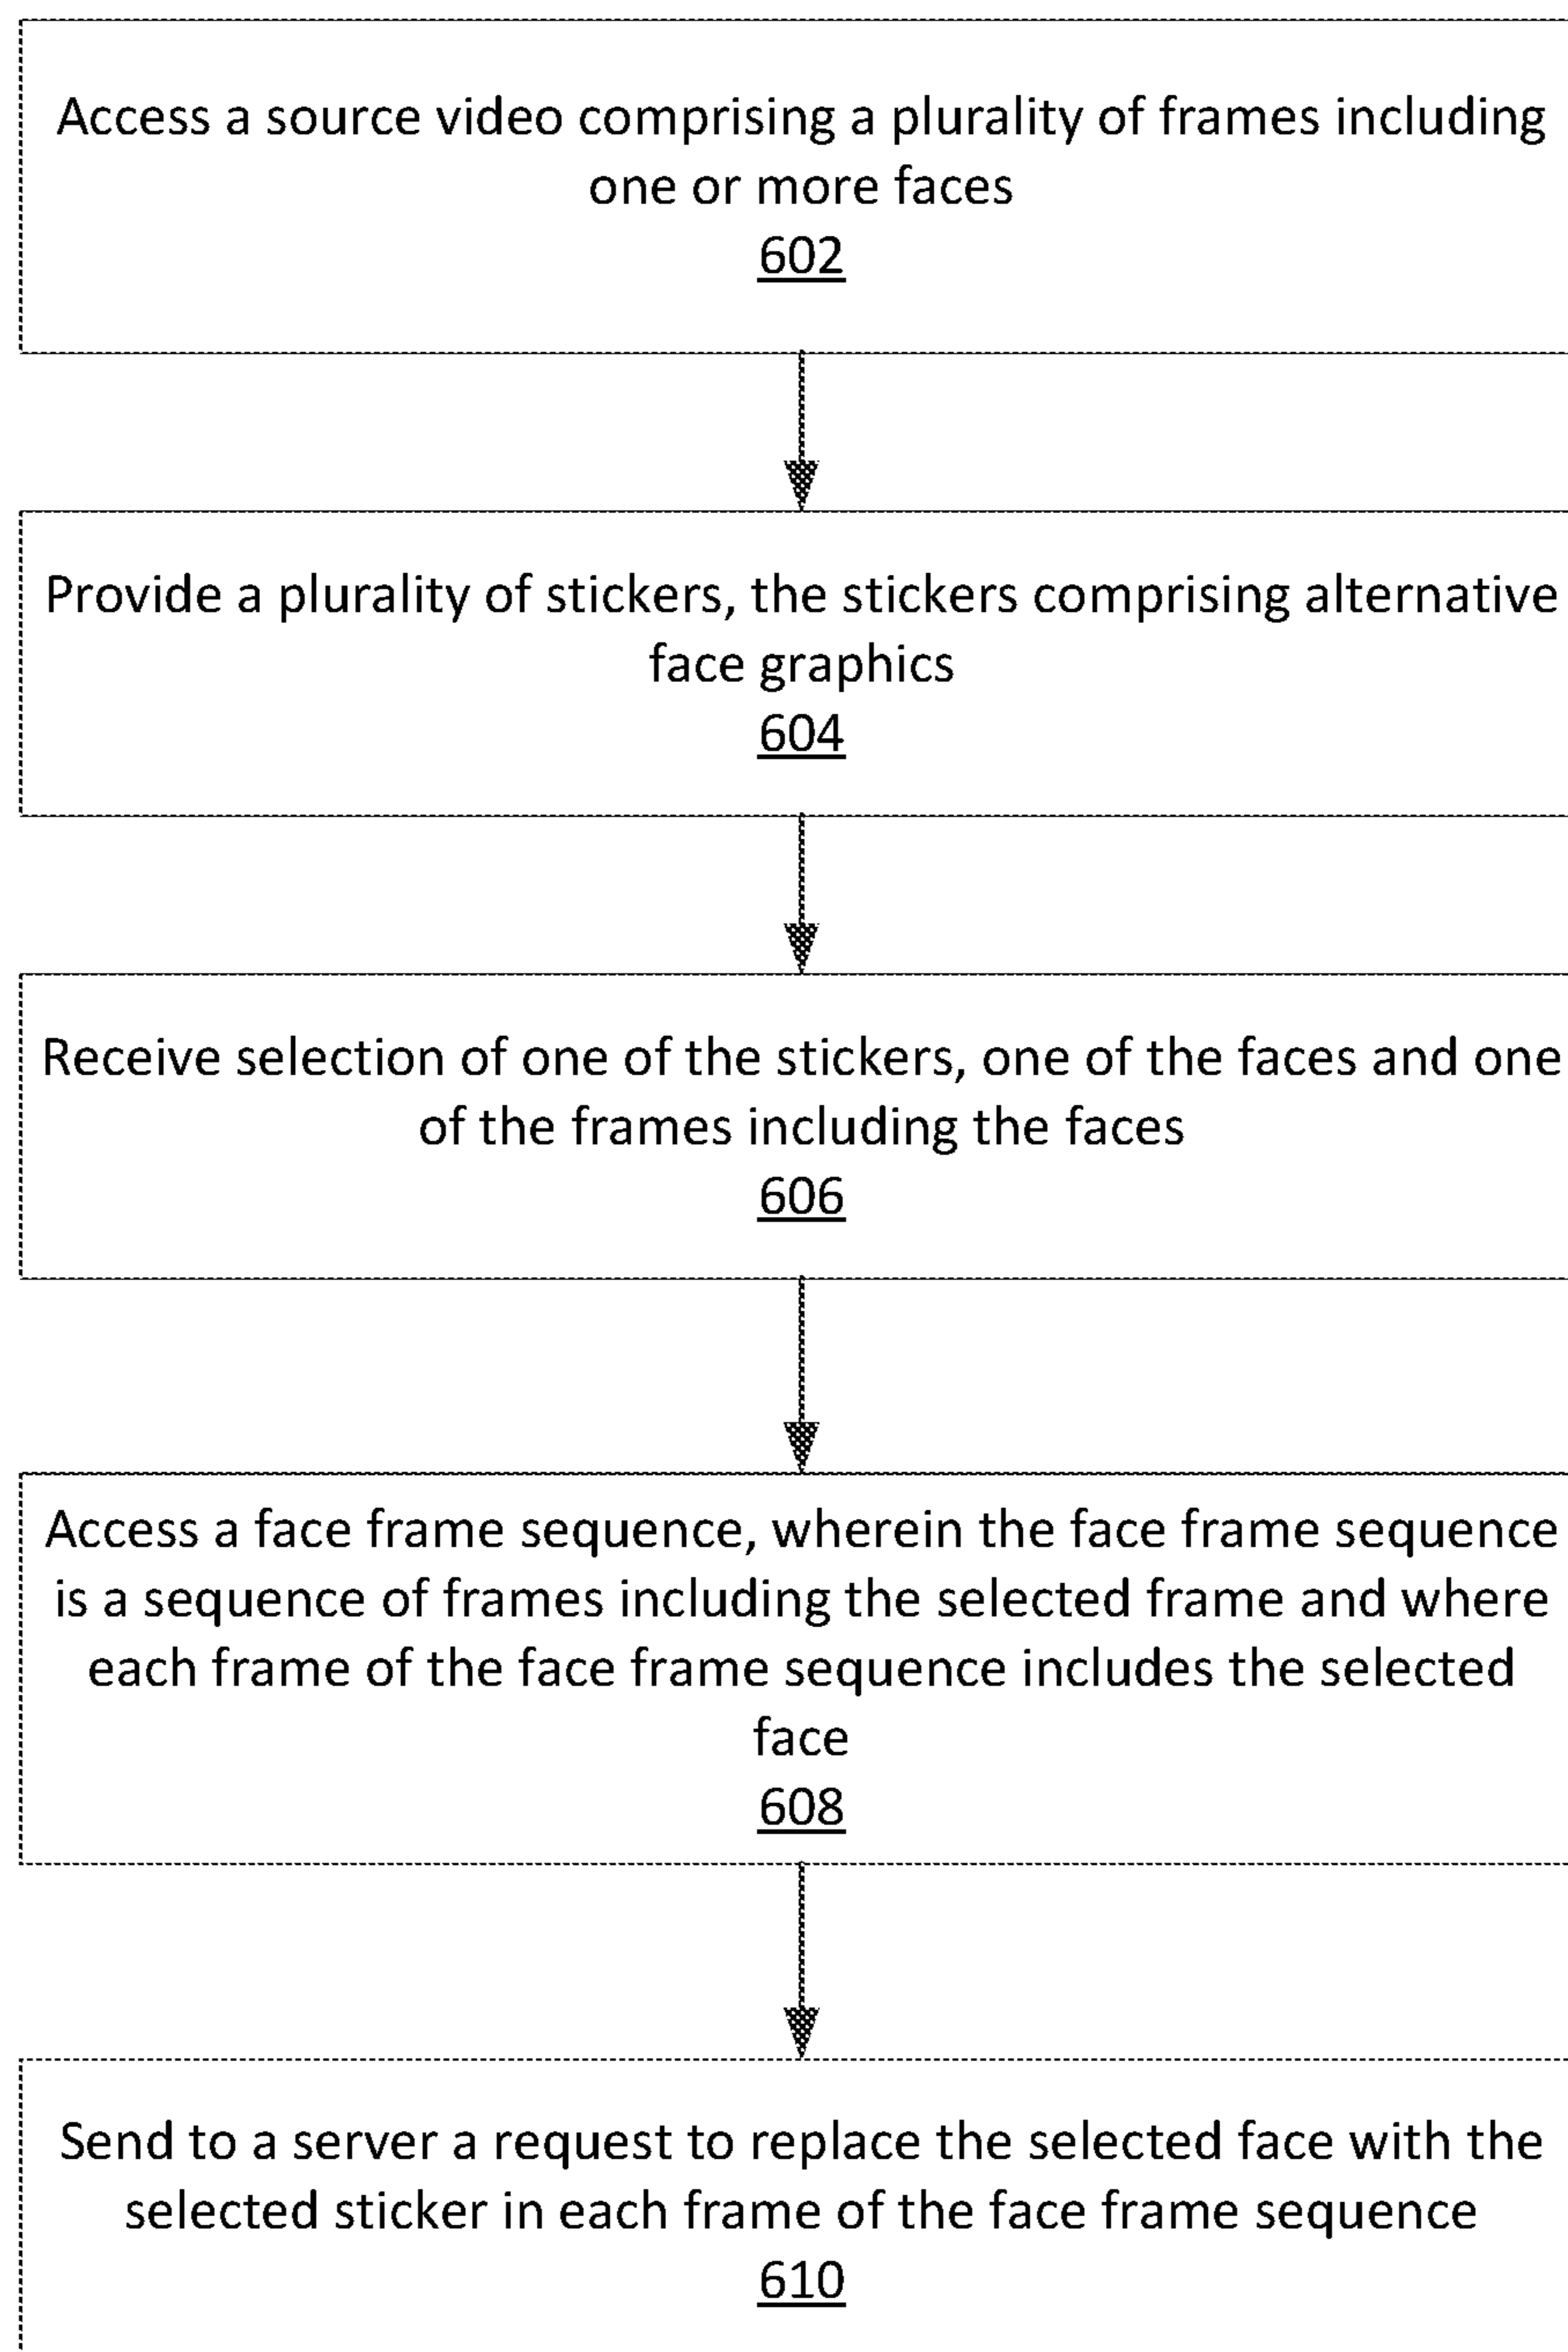 Access a source video comprising a plurality of frames including
one or more faces
602
Provide a plurality of stickers, the stickers comprising alternative
face graphics
604
Receive selection of one of the stickers, one of the faces and one
of the frames including the faces
606
Access a face frame sequence, wherein the face frame sequence
is a sequence of frames including the selected frame and where
each frame of the face frame sequence includes the selected
face
608
Send to a server a request to replace the selected face with the
selected sticker in each frame of the face frame sequence
610